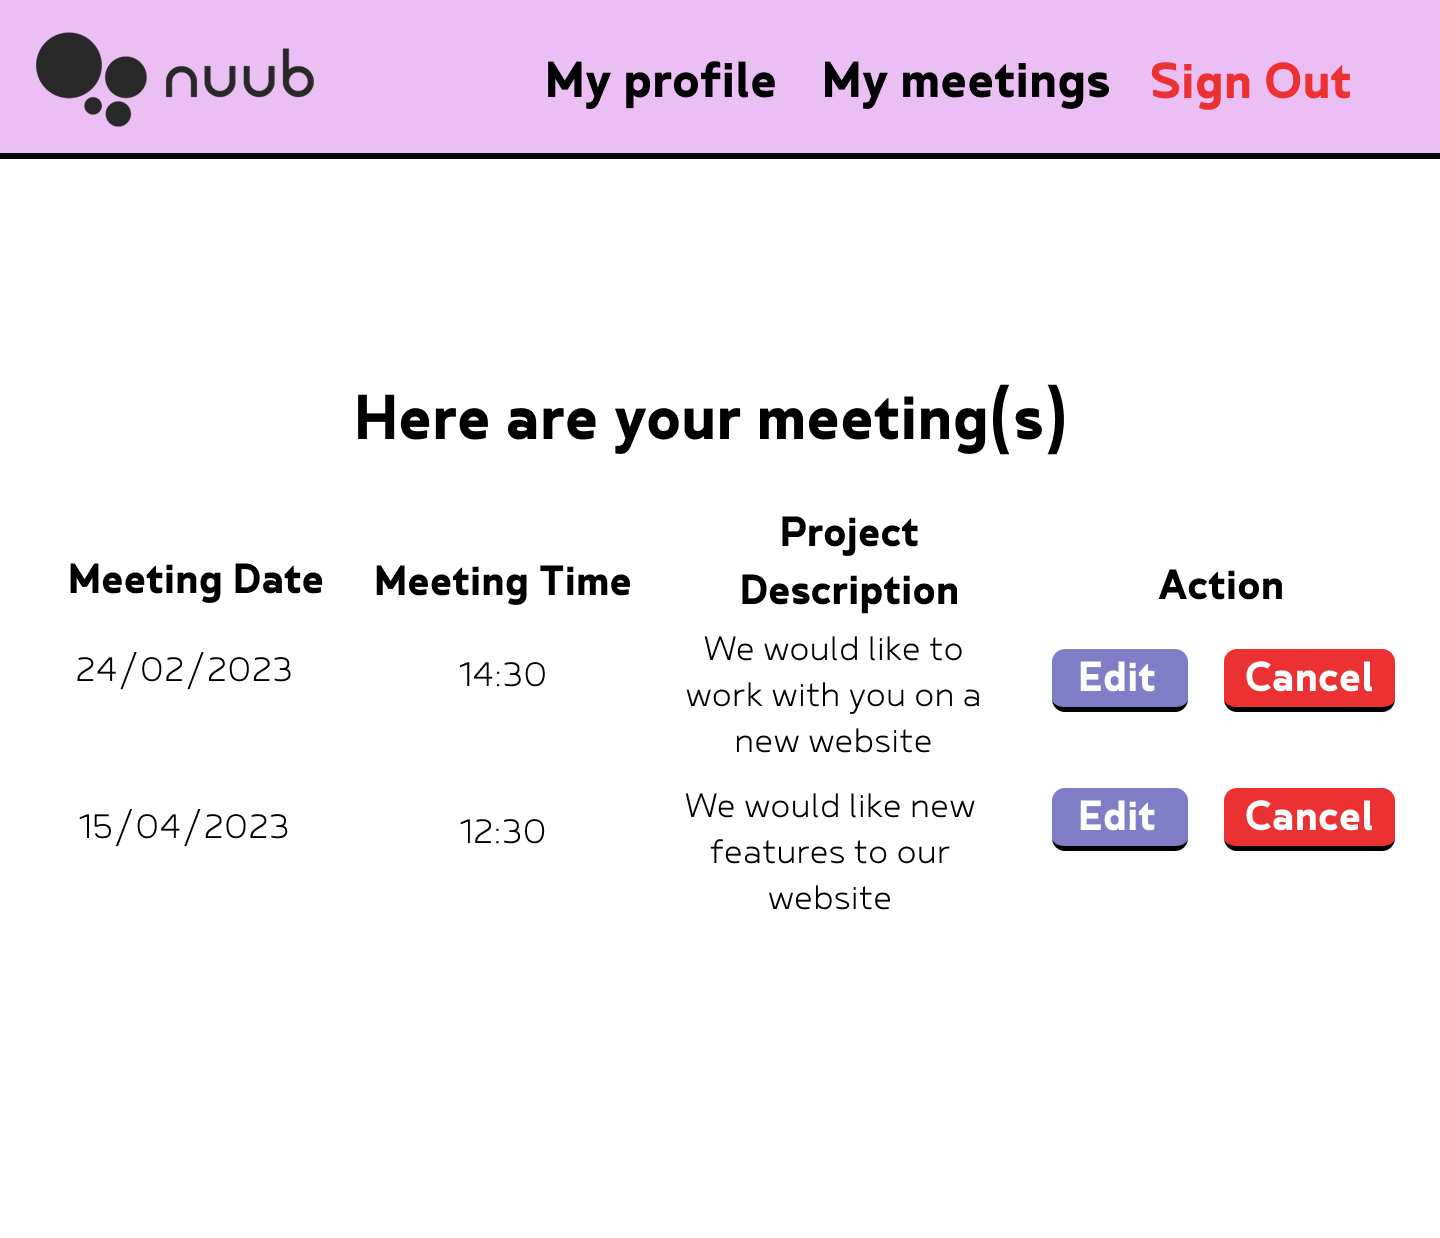 nuub
My profile My meetings Sign Out
Here are your meeting(s)
Meeting Date
Meeting Time
Project
Description
Action
24/02/2023
14:30
We would like to
work with you on a
new website
Edit Cancel
15/04/2023
12:30
We would like new
features to our
website
Edit Cancel